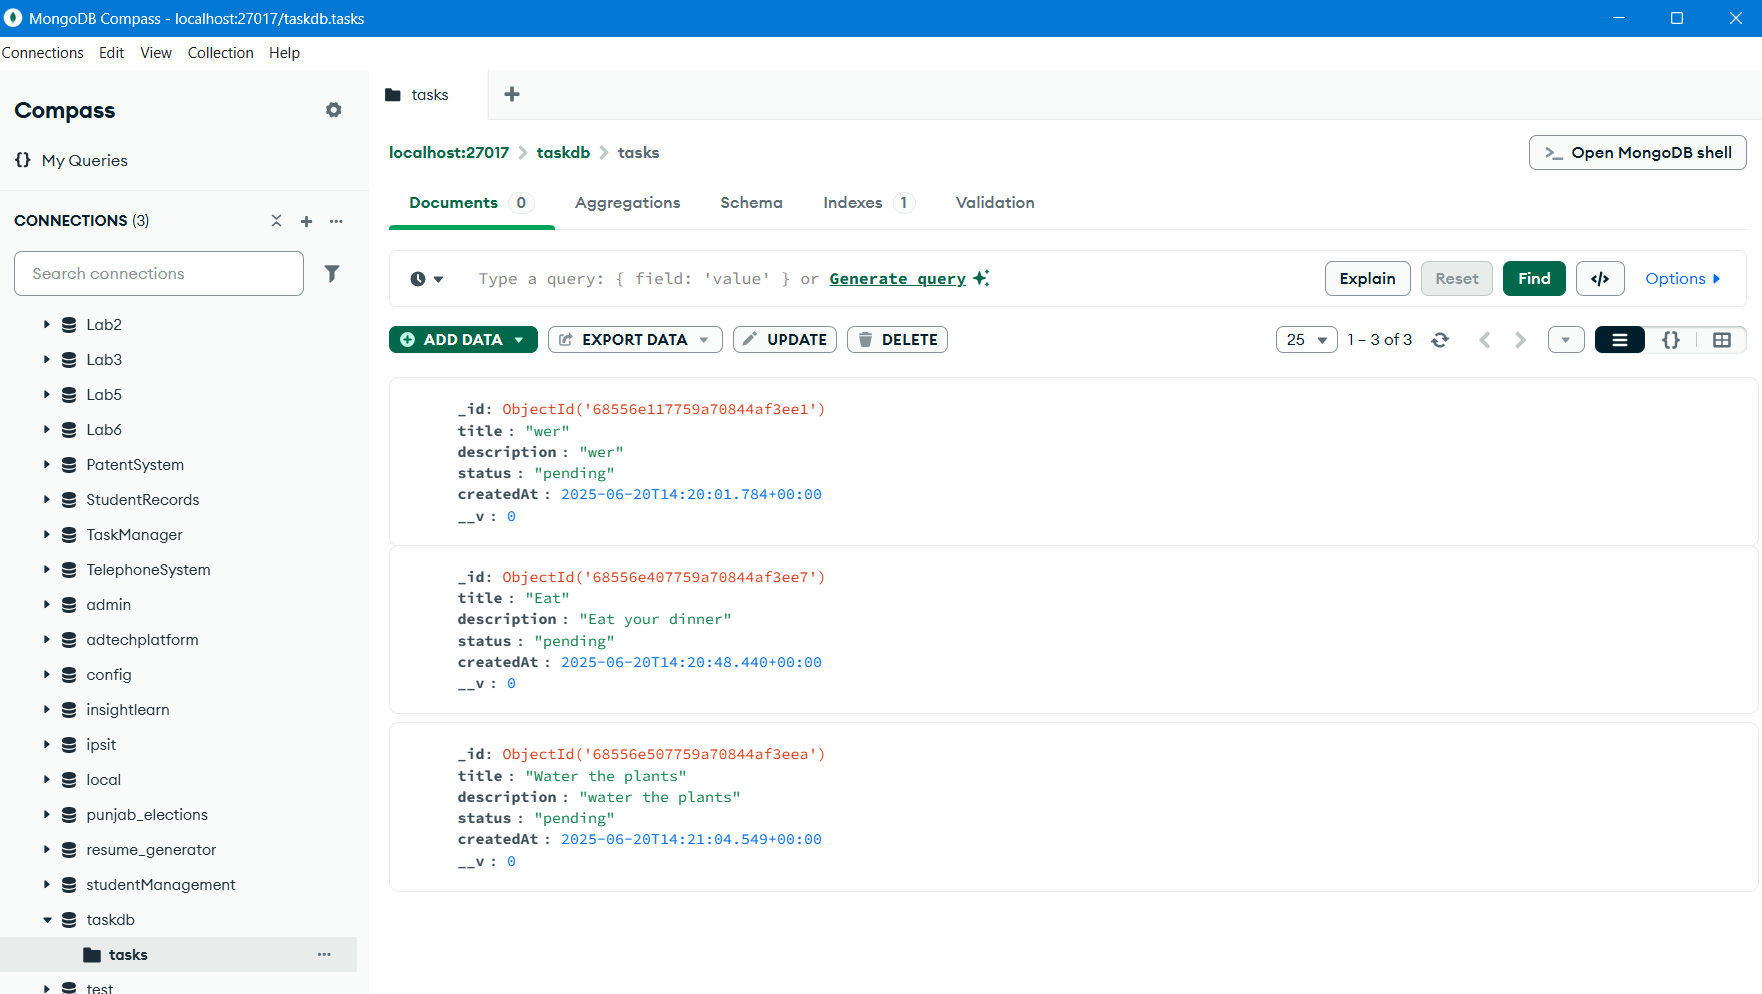 MongoDB Compass - localhost:27017/taskdb.tasks
Connections Edit View Collection Help
Compass
{} My Queries
CONNECTIONS (3)
Search connections
Lab2
Lab3
Lab5
Lab6
PatentSystem
StudentRecords
TaskManager
TelephoneSystem
admin
adtechplatform
config
insightlearn
ipsit
local
punjab_elections
resume_generator
studentManagement
taskdb
tasks
test
tasks
localhost:27017 > taskdb > tasks
>_ Open MongoDB shell
Documents 0 Aggregations Schema Indexes 1 Validation
Type a query: { field: 'value' } or Generate query
Explain Reset Find </> Options
ADD DATA EXPORT DATA UPDATE DELETE
25 1 – 3 of 3 {}
_id: ObjectId('68556e117759a70844af3ee1')
title : "wer"
description : "wer"
status : "pending"
createdAt : 2025-06-20T14:20:01.784+00:00
__v : 0
_id: ObjectId('68556e407759a70844af3ee7')
title : "Eat"
description : "Eat your dinner"
status : "pending"
createdAt : 2025-06-20T14:20:48.440+00:00
__v : 0
_id: ObjectId('68556e507759a70844af3eea')
title : "Water the plants"
description : "water the plants"
status : "pending"
createdAt : 2025-06-20T14:21:04.549+00:00
__v : 0